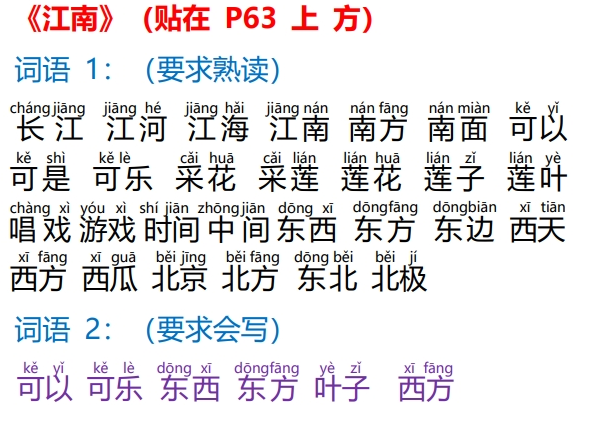 《江南》（贴在 P63 上 方）
词语 1：（要求熟读）
chángjiāng jiāng hé jiāng hǎi jiāng nán nán fāng nán miàn kě yǐ
长江 江河 江海 江南 南方 南面 可以
kě shì kě lè cǎi huā cǎi lián lián huā lián zǐ lián yè
可是 可乐 采花 采莲 莲花 莲子 莲叶
chàng xì yóu xì shí jiān zhōng jiān dōng xī dōngfāng dōngbiān xī tiān
唱戏 游戏 时间 中间 东西 东方 东边 西天
xī fāng xī guā běi jīng běi fāng dōng běi běi jí
西方 西瓜 北京 北方 东北 北极
词语 2：（要求会写）
kě yǐ kě lè dōng xī dōngfāng yè zǐ xī fāng
可以 可乐 东西 东方 叶子 西方